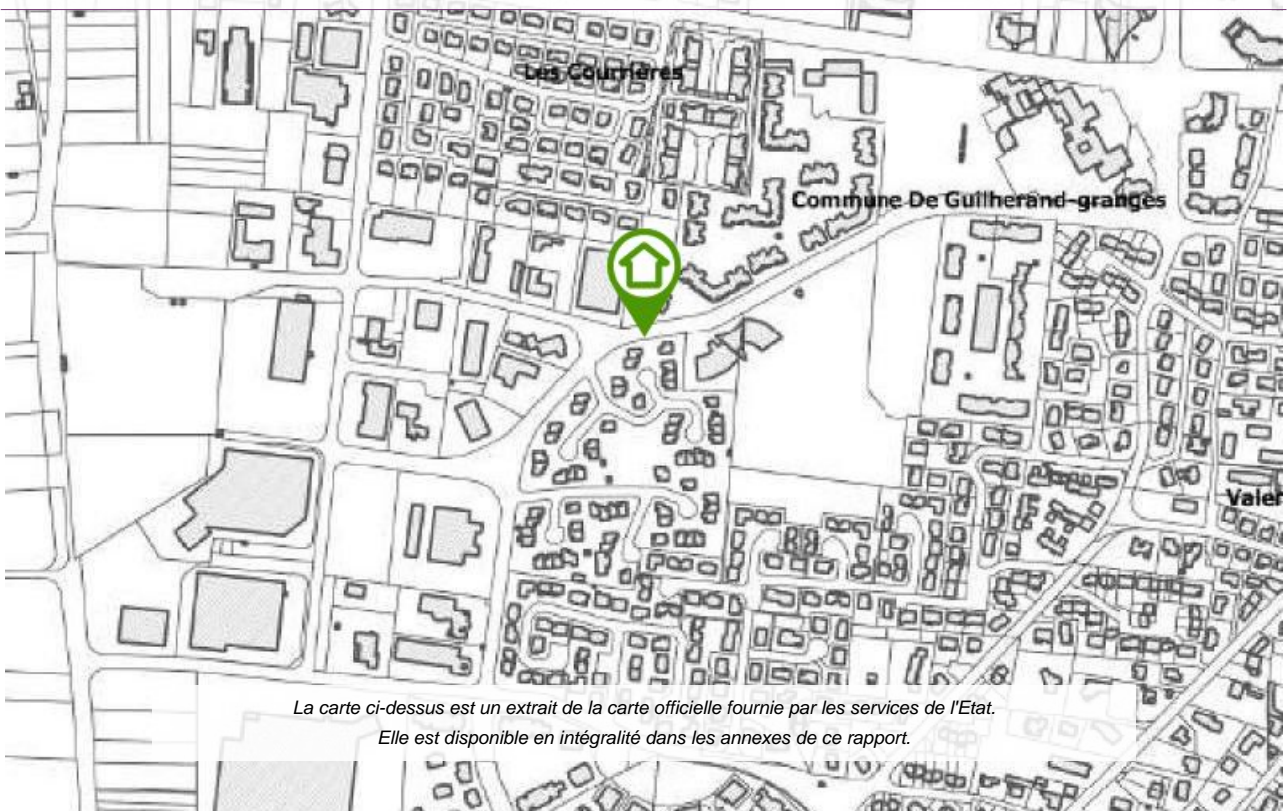 Les Courrières
Commune De Guilherand-granges
La carte ci-dessus est un extrait de la carte officielle fournie par les services de l'Etat.
Elle est disponible en intégralité dans les annexes de ce rapport.